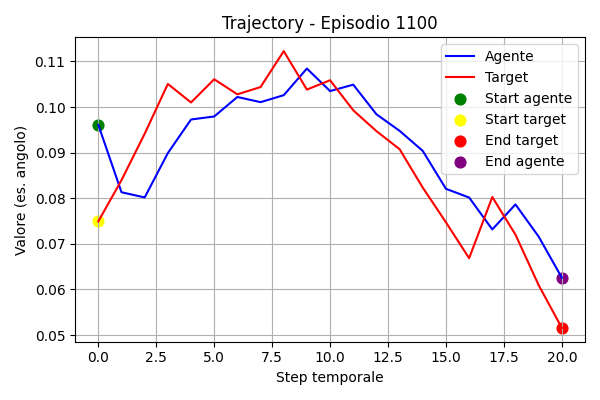 Trajectory - Episodio 1100
Valore (es. angolo)
0.11
0.10
0.09
0.08
0.07
0.06
0.05
Agente
Target
Start agente
Start target
End target
End agente
0.0 2.5 5.0 7.5 10.0 12.5 15.0 17.5 20.0
Step temporale